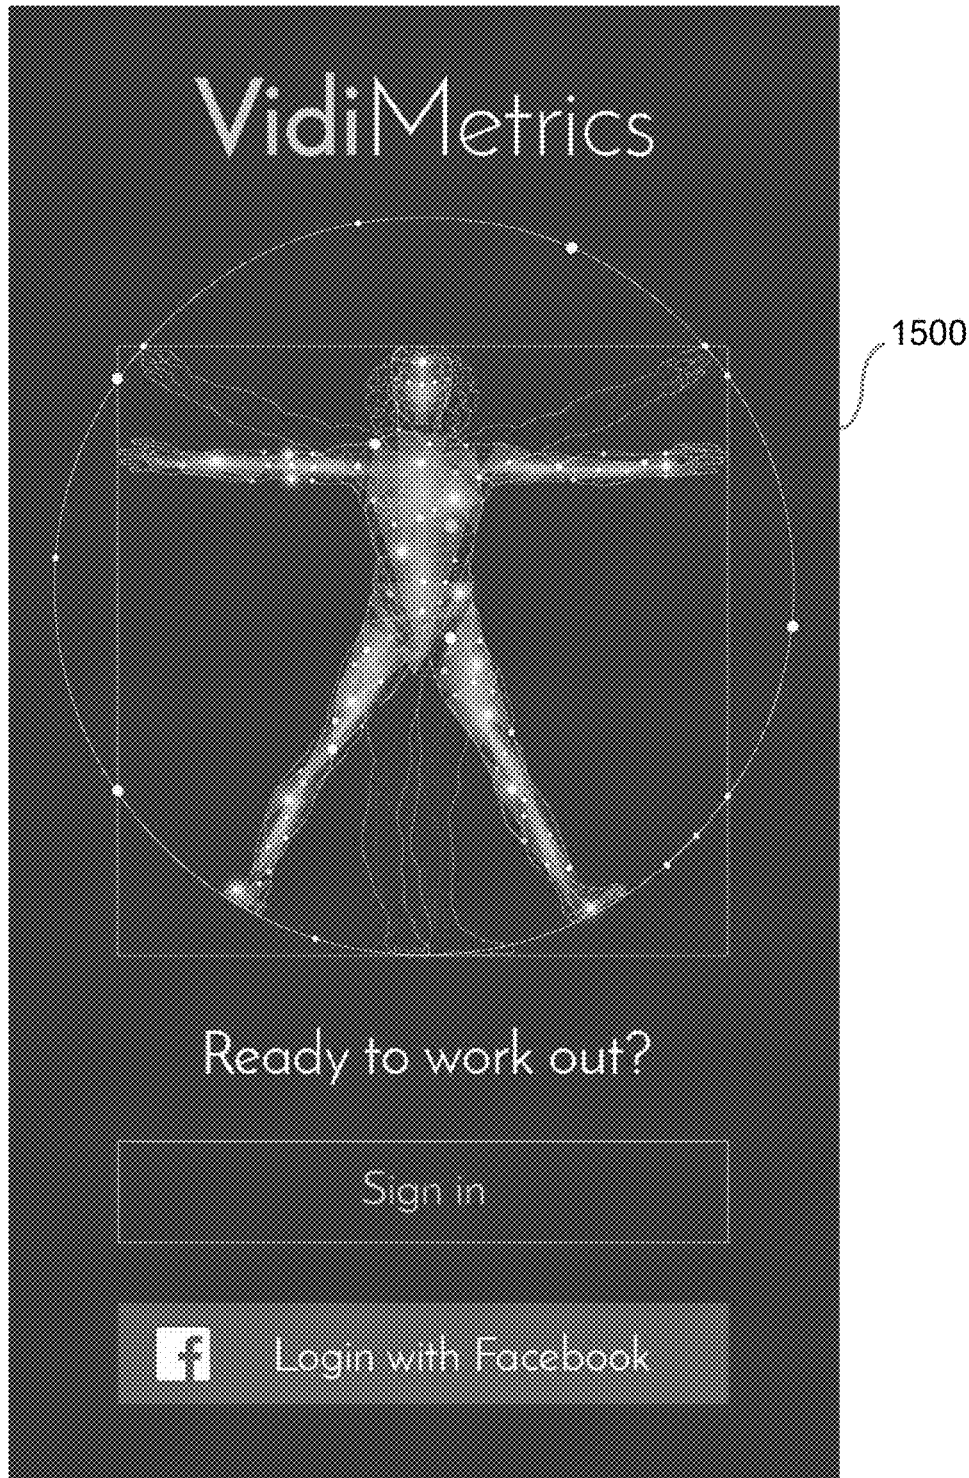 VidiMetrics
1500
Ready to work out?
Sign in
Login with Facebook